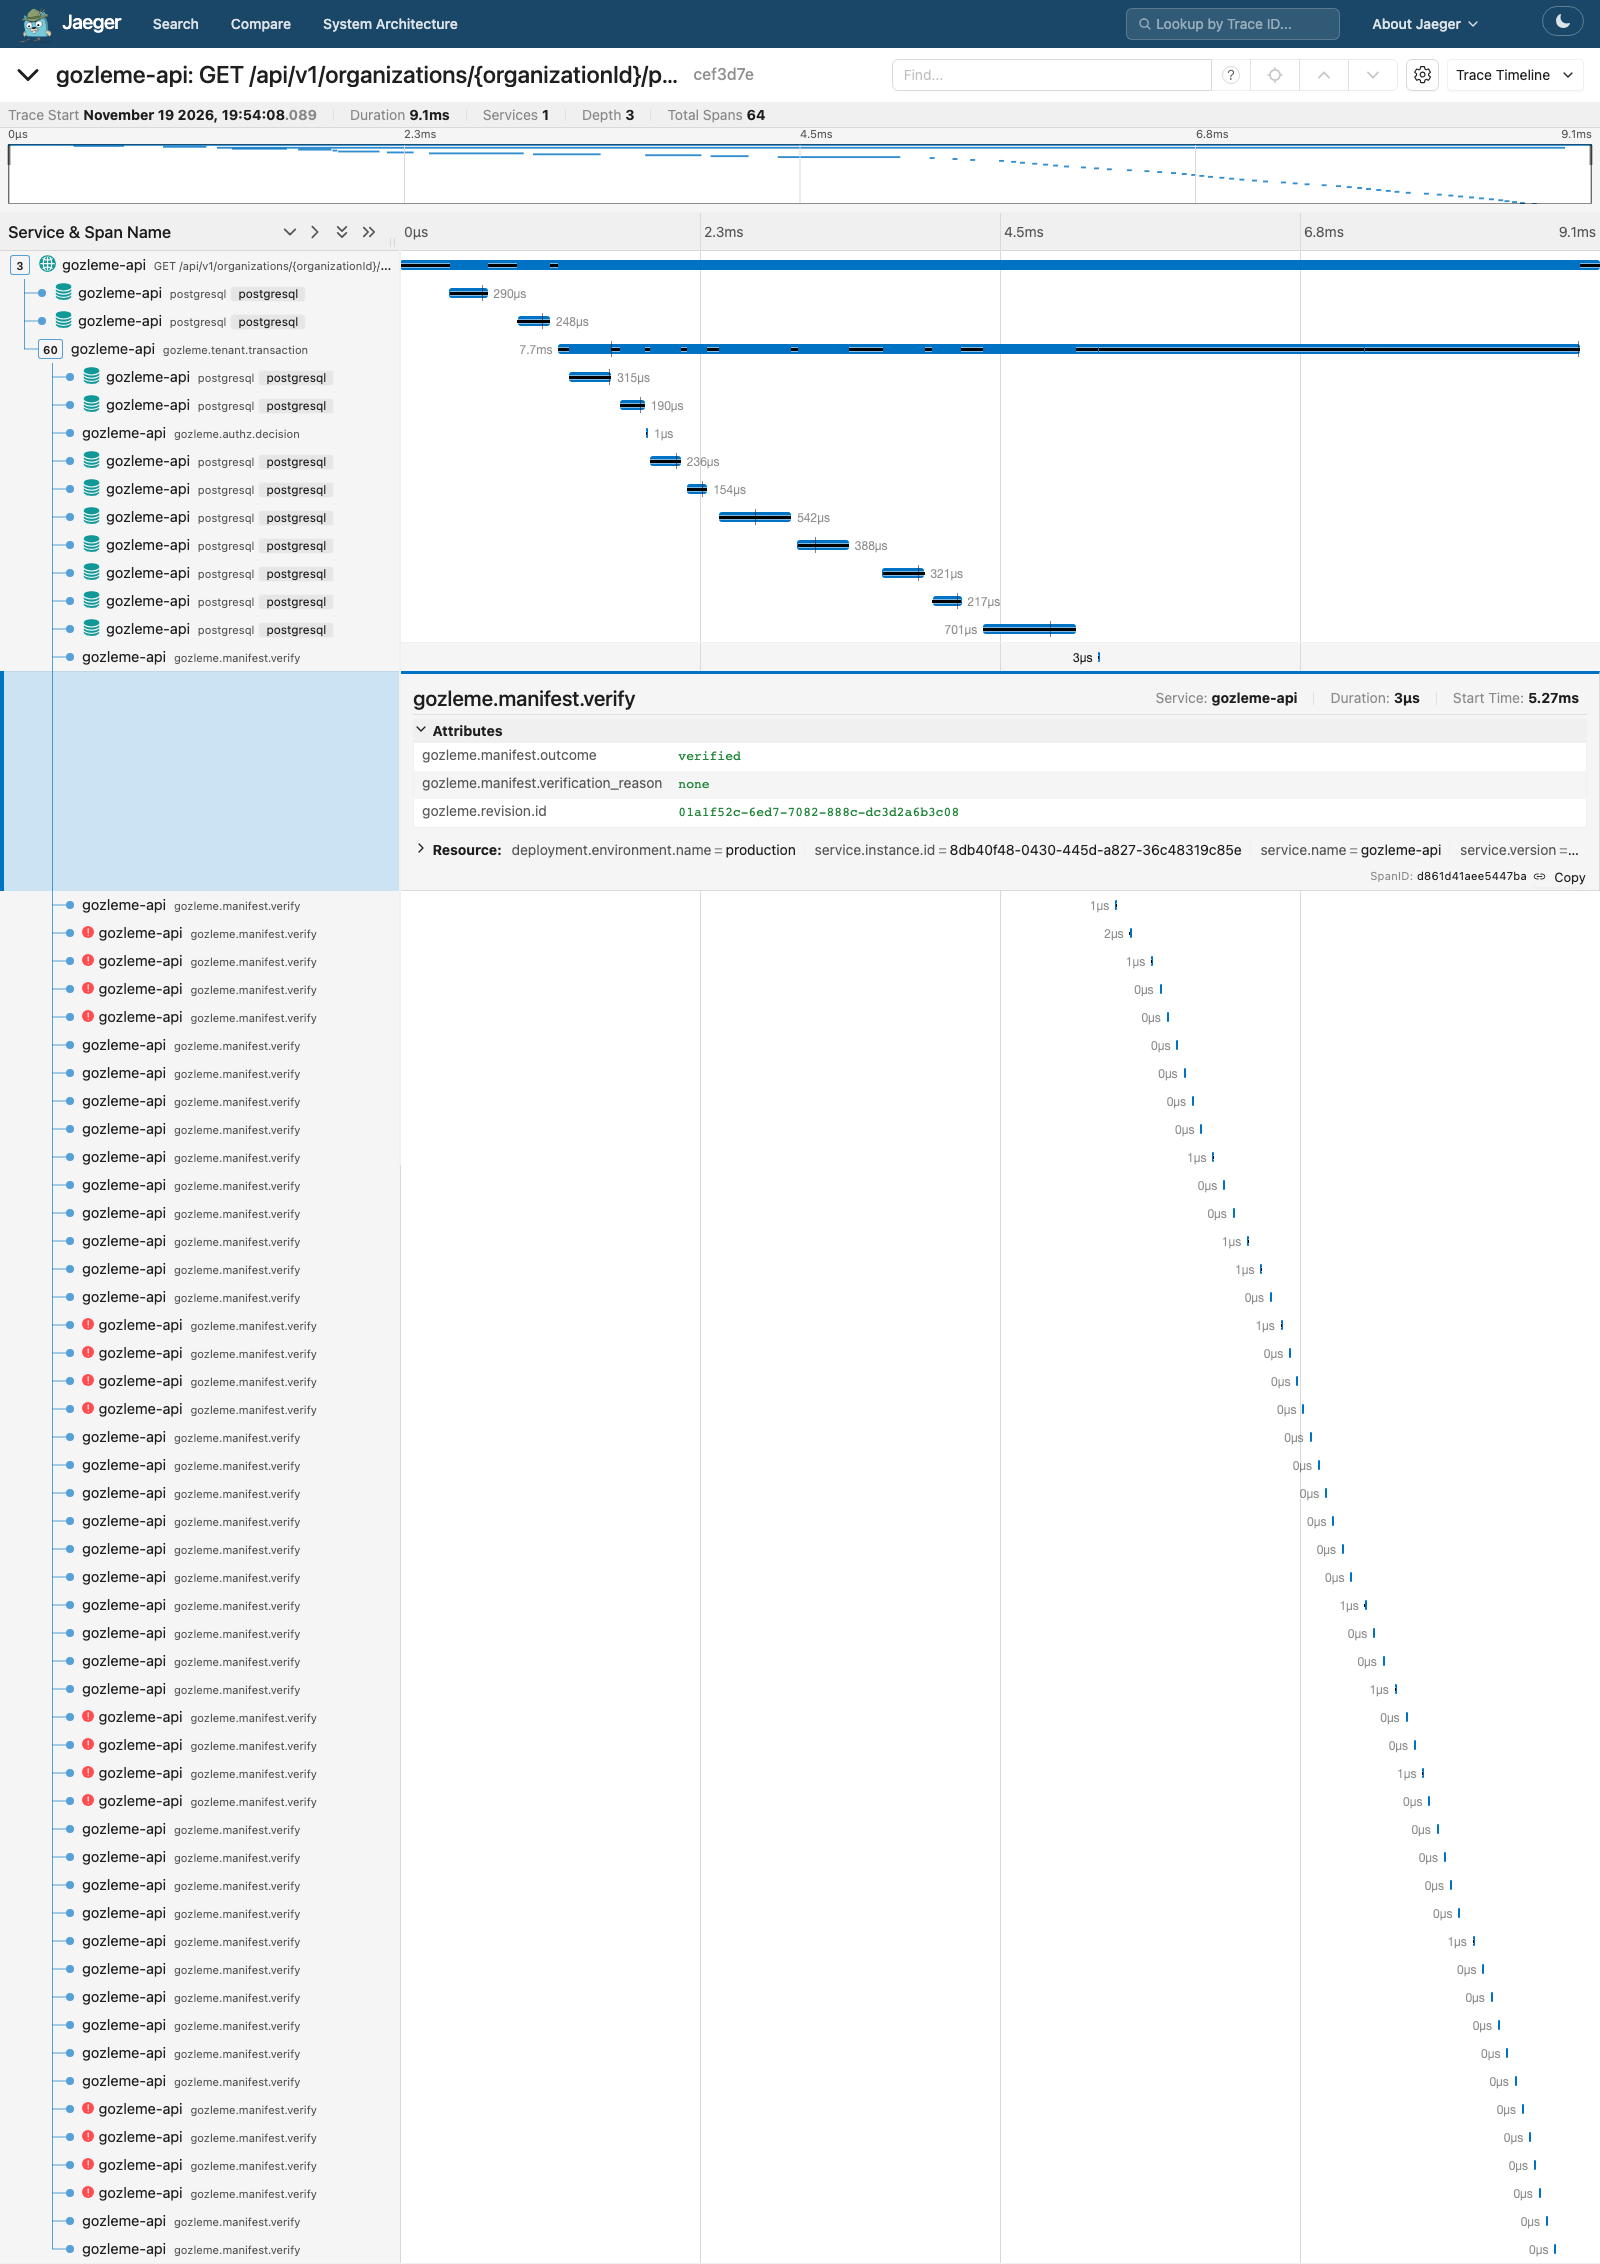 Jaeger Search Compare System Architecture Lookup by Trace ID... About Jaeger
gozleme-api: GET /api/v1/organizations/{organizationId}/p... cef3d7e Find... ? Trace Timeline
Trace Start November 19 2026, 19:54:08.089 Duration 9.1ms Services 1 Depth 3 Total Spans 64
0μs 2.3ms 4.5ms 6.8ms 9.1ms
Service & Span Name 0μs 2.3ms 4.5ms 6.8ms 9.1ms
3 gozleme-api GET /api/v1/organizations/{organizationId}/...
gozleme-api postgresql postgresql 290μs
gozleme-api postgresql postgresql 248μs
60 gozleme-api gozleme.tenant.transaction 7.7ms
gozleme-api postgresql postgresql 315μs
gozleme-api postgresql postgresql 190μs
gozleme-api gozleme.authz.decision 1μs
gozleme-api postgresql postgresql 236μs
gozleme-api postgresql postgresql 154μs
gozleme-api postgresql postgresql 542μs
gozleme-api postgresql postgresql 388μs
gozleme-api postgresql postgresql 321μs
gozleme-api postgresql postgresql 217μs
gozleme-api postgresql postgresql 701μs
gozleme-api gozleme.manifest.verify 3μs
gozleme.manifest.verify Service: gozleme-api Duration: 3μs Start Time: 5.27ms
Attributes
gozleme.manifest.outcome verified
gozleme.manifest.verification_reason none
gozleme.revision.id 01a1f52c-6ed7-7082-888c-dc3d2a6b3c08
Resource: deployment.environment.name = production service.instance.id = 8db40f48-0430-445d-a827-36c48319c85e service.name = gozleme-api service.version =...
SpanID: d861d41aee5447ba Copy
gozleme-api gozleme.manifest.verify 1μs
! gozleme-api gozleme.manifest.verify 2μs
! gozleme-api gozleme.manifest.verify 1μs
! gozleme-api gozleme.manifest.verify 0μs
! gozleme-api gozleme.manifest.verify 0μs
gozleme-api gozleme.manifest.verify 0μs
gozleme-api gozleme.manifest.verify 0μs
gozleme-api gozleme.manifest.verify 0μs
gozleme-api gozleme.manifest.verify 0μs
gozleme-api gozleme.manifest.verify 1μs
gozleme-api gozleme.manifest.verify 0μs
gozleme-api gozleme.manifest.verify 0μs
gozleme-api gozleme.manifest.verify 1μs
gozleme-api gozleme.manifest.verify 1μs
gozleme-api gozleme.manifest.verify 0μs
! gozleme-api gozleme.manifest.verify 1μs
! gozleme-api gozleme.manifest.verify 0μs
! gozleme-api gozleme.manifest.verify 0μs
! gozleme-api gozleme.manifest.verify 0μs
gozleme-api gozleme.manifest.verify 0μs
gozleme-api gozleme.manifest.verify 0μs
gozleme-api gozleme.manifest.verify 0μs
gozleme-api gozleme.manifest.verify 0μs
gozleme-api gozleme.manifest.verify 0μs
gozleme-api gozleme.manifest.verify 0μs
gozleme-api gozleme.manifest.verify 1μs
gozleme-api gozleme.manifest.verify 0μs
gozleme-api gozleme.manifest.verify 0μs
gozleme-api gozleme.manifest.verify 1μs
! gozleme-api gozleme.manifest.verify 0μs
! gozleme-api gozleme.manifest.verify 0μs
! gozleme-api gozleme.manifest.verify 1μs
! gozleme-api gozleme.manifest.verify 0μs
gozleme-api gozleme.manifest.verify 0μs
gozleme-api gozleme.manifest.verify 0μs
gozleme-api gozleme.manifest.verify 0μs
gozleme-api gozleme.manifest.verify 0μs
gozleme-api gozleme.manifest.verify 1μs
gozleme-api gozleme.manifest.verify 0μs
gozleme-api gozleme.manifest.verify 0μs
gozleme-api gozleme.manifest.verify 0μs
gozleme-api gozleme.manifest.verify 0μs
gozleme-api gozleme.manifest.verify 0μs
! gozleme-api gozleme.manifest.verify 0μs
! gozleme-api gozleme.manifest.verify 0μs
! gozleme-api gozleme.manifest.verify 0μs
! gozleme-api gozleme.manifest.verify 0μs
gozleme-api gozleme.manifest.verify 0μs
gozleme-api gozleme.manifest.verify 0μs